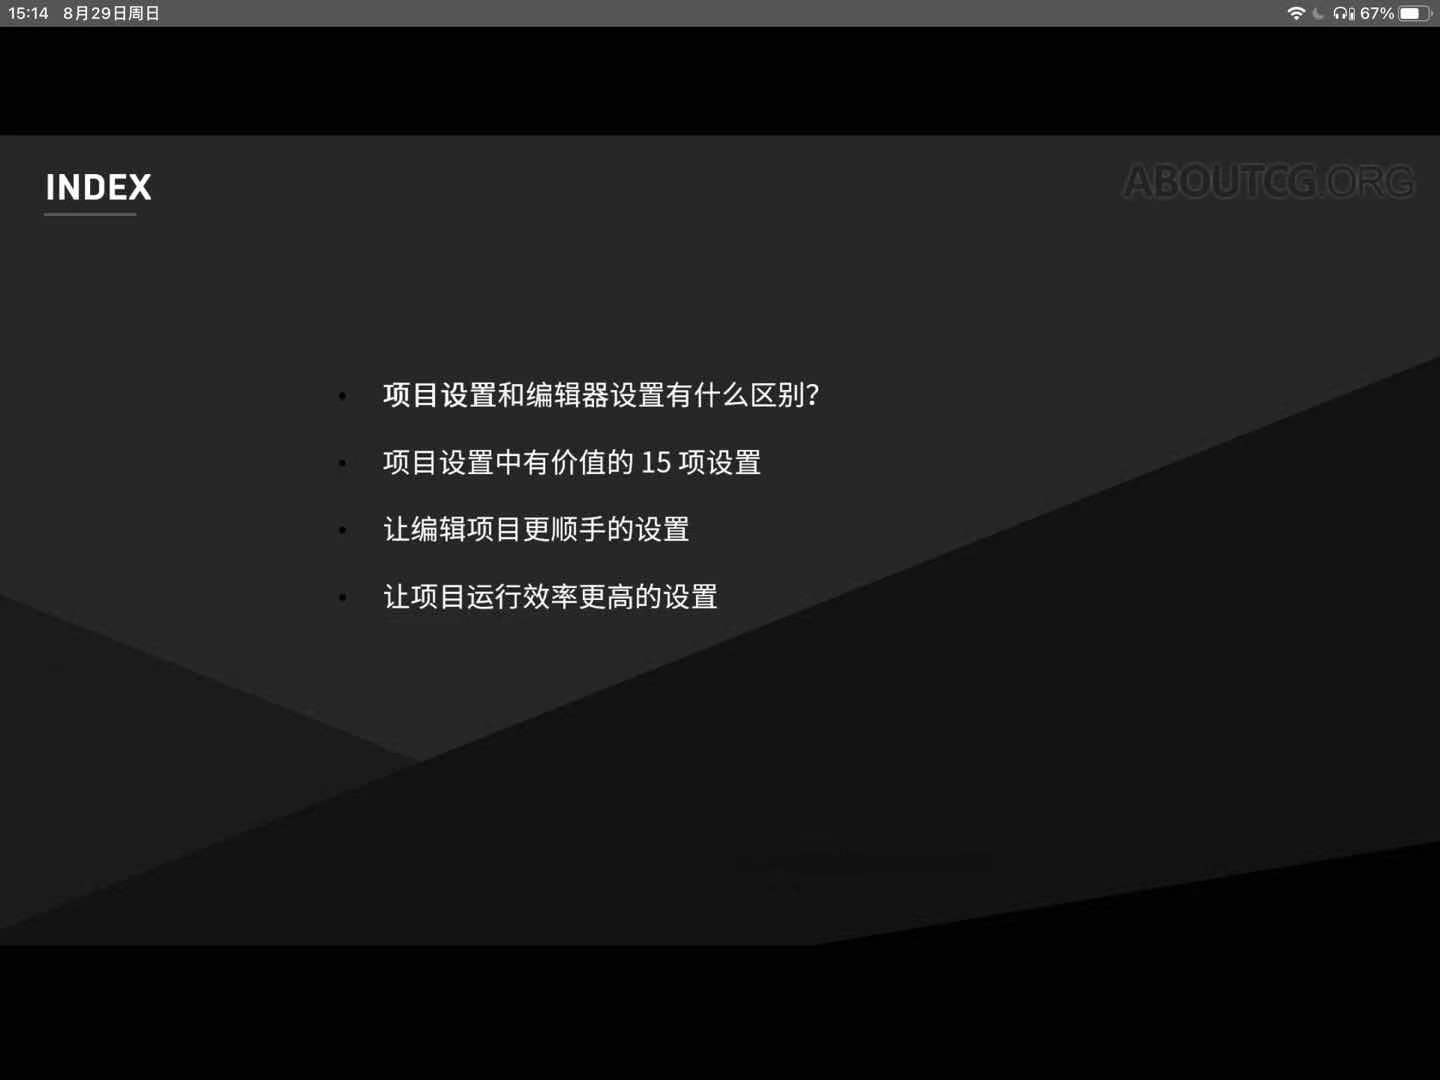 15:14 8月29日周日 67%
INDEX
ABOUTCG.ORG
项目设置和编辑器设置有什么区别?
项目设置中有价值的 15 项设置
让编辑项目更顺手的设置
让项目运行效率更高的设置